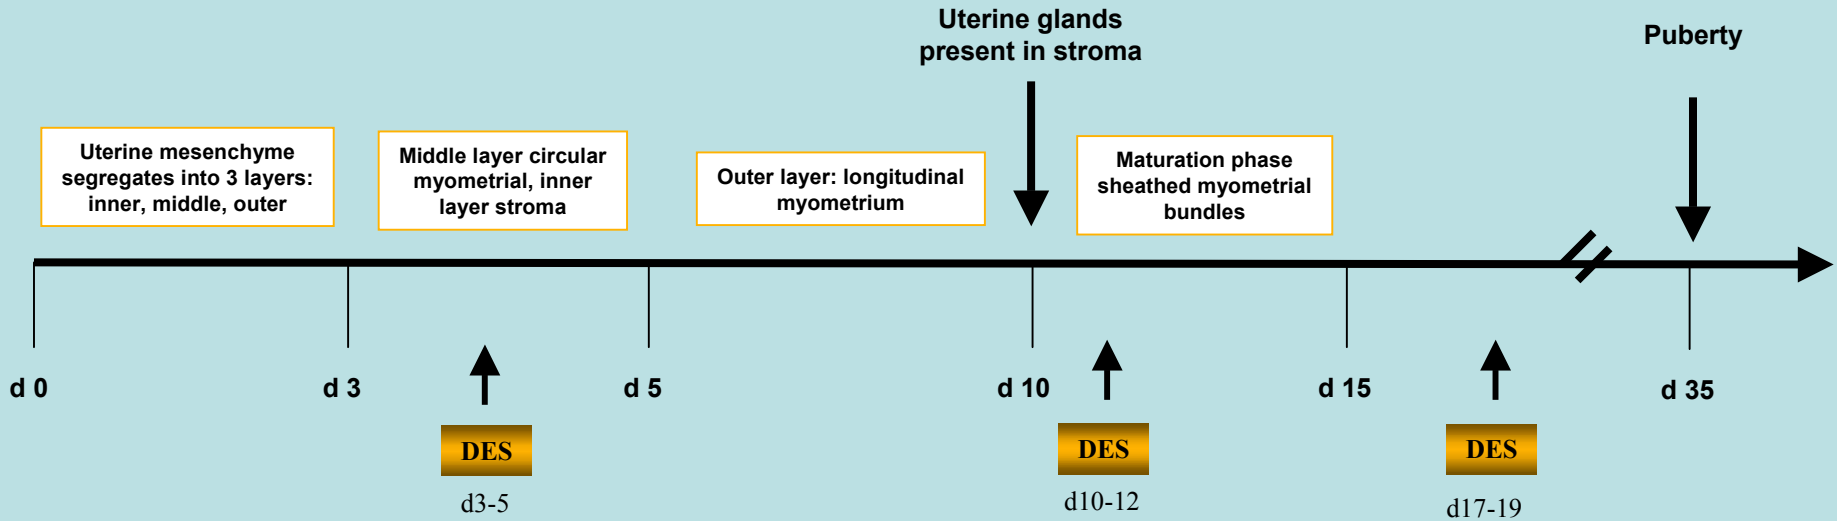 Uterine glands
present in stroma
Puberty
Uterine mesenchyme
segregates into 3 layers:
inner, middle, outer
Middle layer circular
myometrial, inner
layer stroma
Outer layer: longitudinal
myometrium
Maturation phase
sheathed myometrial
bundles
d 0
d 3
d 5
d 10
d 15
d 35
DES
d3-5
DES
d10-12
DES
d17-19